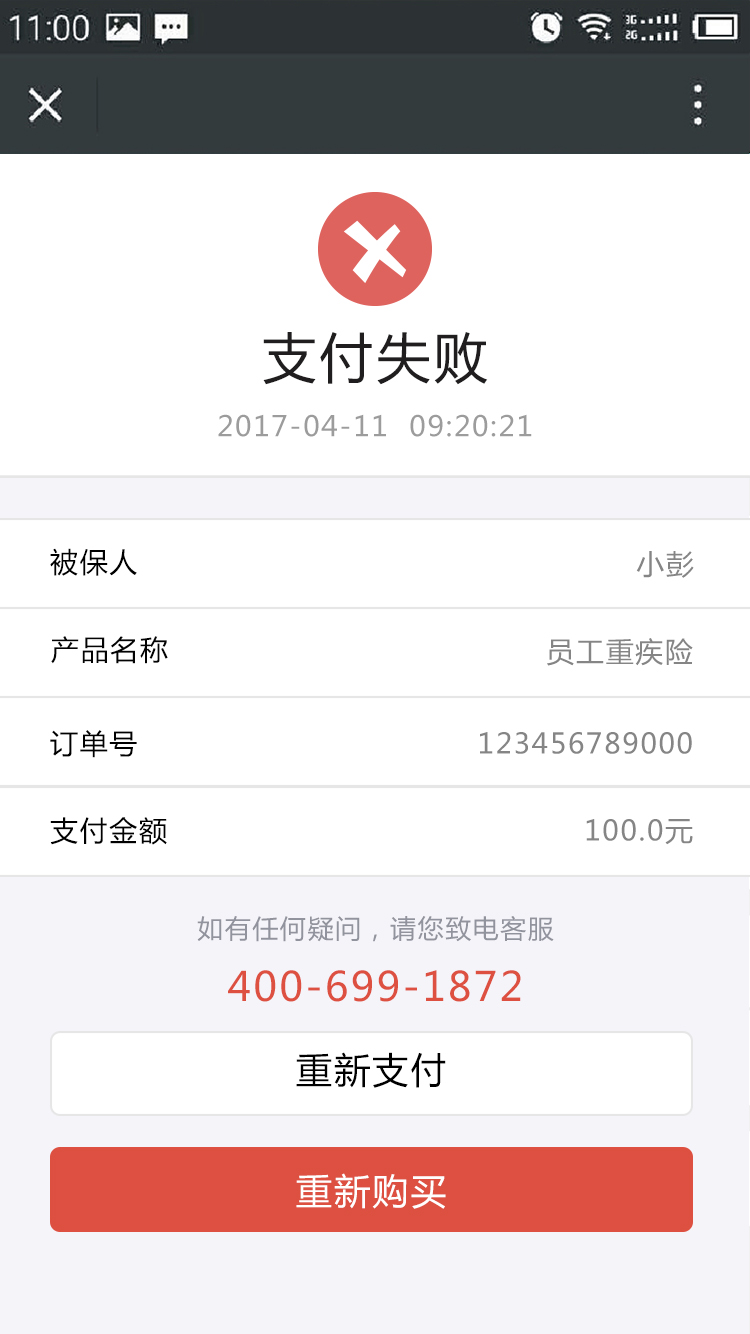 11:00
3G
2G
支付失败
2017-04-11 09:20:21
被保人 小彭
产品名称 员工重疾险
订单号 123456789000
支付金额 100.0元
如有任何疑问，请您致电客服
400-699-1872
重新支付
重新购买